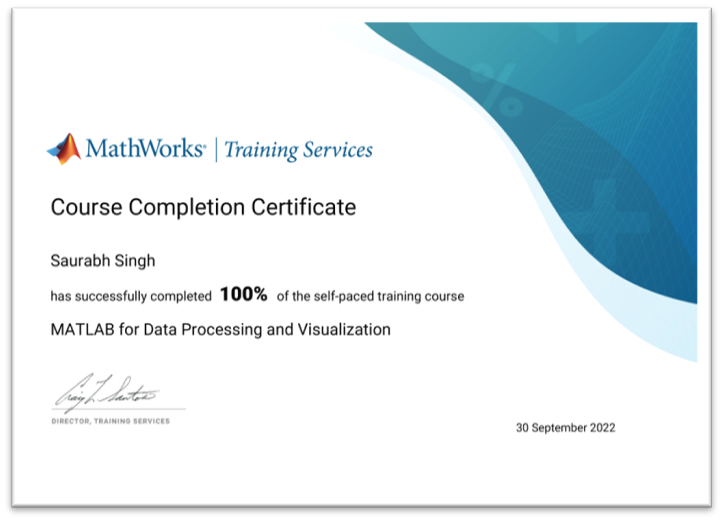 MathWorks® | Training Services
Course Completion Certificate
Saurabh Singh
has successfully completed 100% of the self-paced training course
MATLAB for Data Processing and Visualization
Craig L. Santos
DIRECTOR, TRAINING SERVICES
30 September 2022